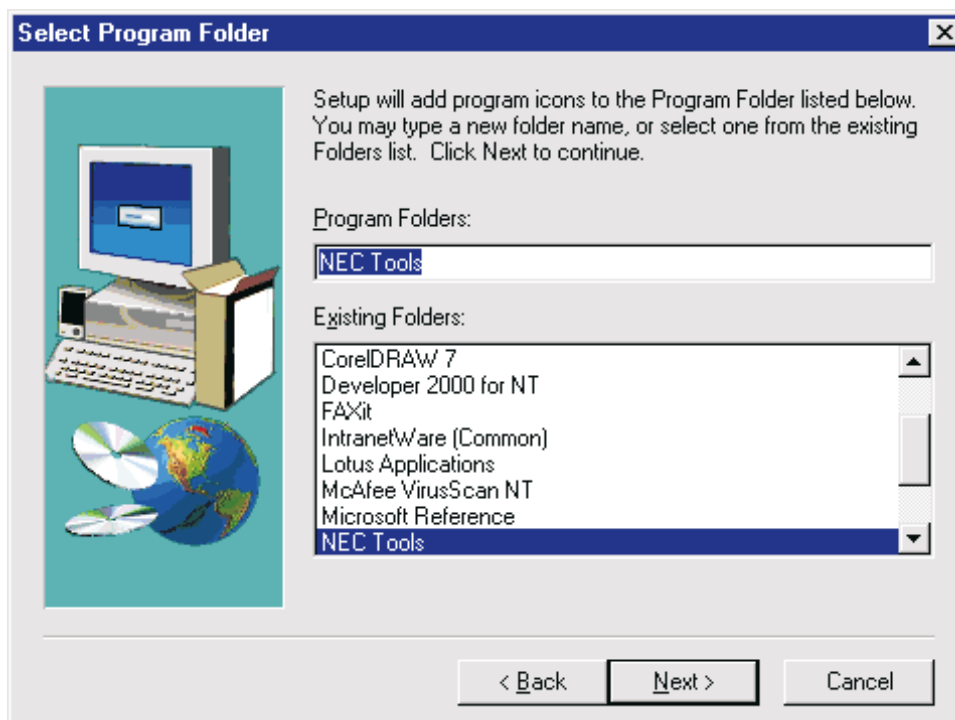 Select Program Folder
Setup will add program icons to the Program Folder listed below.
You may type a new folder name, or select one from the existing
Folders list. Click Next to continue.
Program Folders:
NEC Tools
Existing Folders:
CorelDRAW 7
Developer 2000 for NT
FAXit
IntranetWare (Common)
Lotus Applications
McAfee VirusScan NT
Microsoft Reference
NEC Tools
< Back
Next >
Cancel